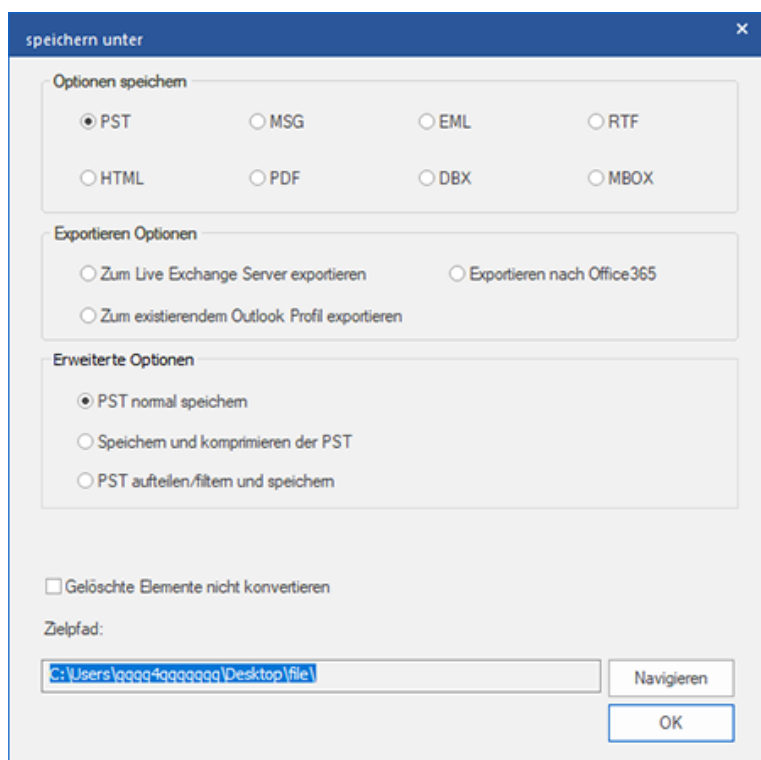 speichern unter
Optionen speichern
PST MSG EML RTF
HTML PDF DBX MBOX
Exportieren Optionen
Zum Live Exchange Server exportieren Exportieren nach Office365
Zum existierendem Outlook Profil exportieren
Erweiterte Optionen
PST normal speichern
Speichern und komprimieren der PST
PST aufteilen/filtern und speichern
Gelöschte Elemente nicht konvertieren
Zielpfad:
C:\Users\qqqq4qqqqqqq\Desktop\file\
Navigieren
OK